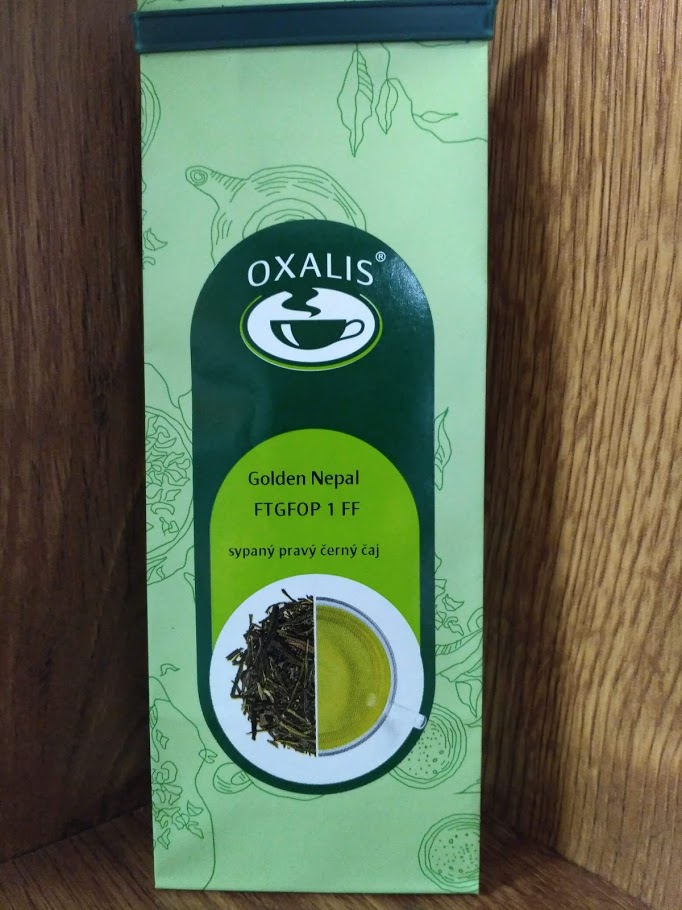 OXALIS®
Golden Nepal
FTGFOP 1 FF
sypaný pravý černý čaj